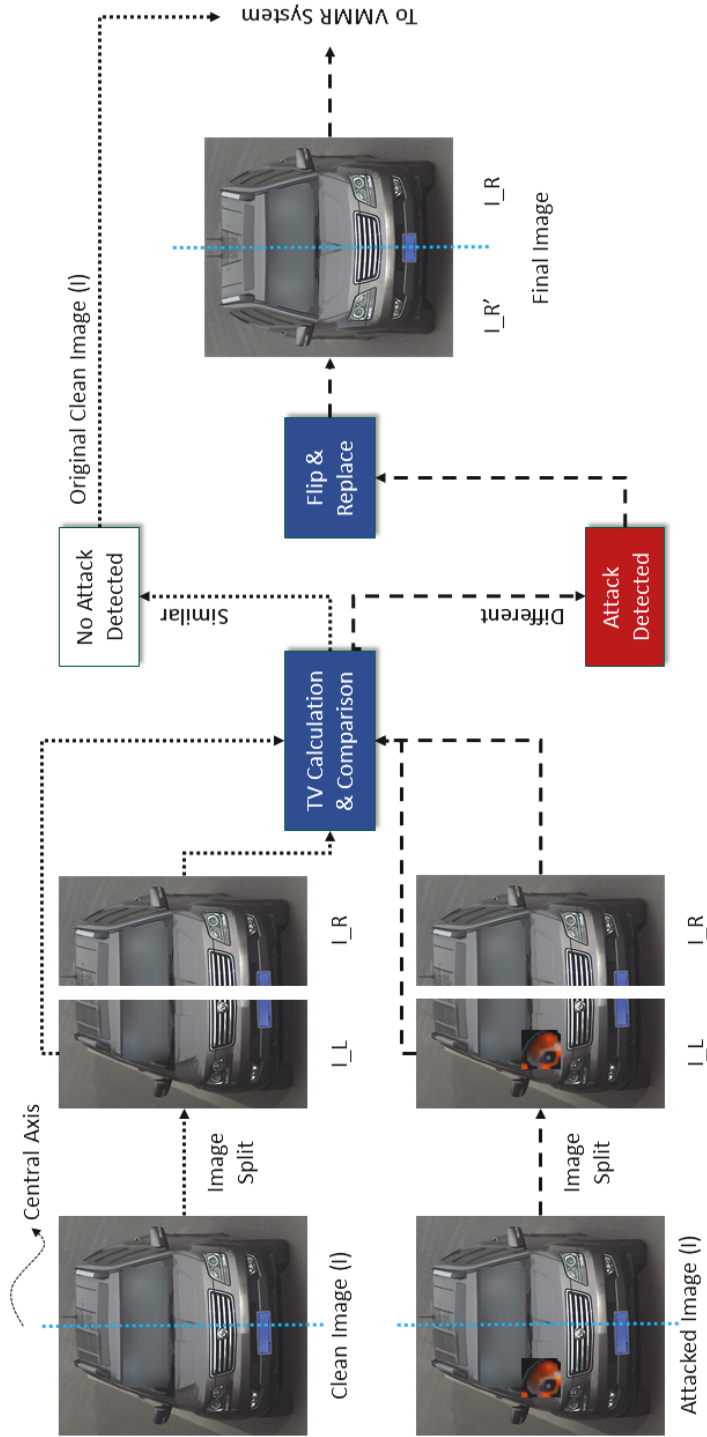 Central Axis
Clean Image (I)
Image
Split
I_L
I_R
Attacked Image (I)
Image
Split
I_L
I_R
TV Calculation
& Comparison
Similar
Different
No Attack
Detected
Attack
Detected
Original Clean Image (I)
Flip &
Replace
I_R’
I_R
Final Image
To VMMR System